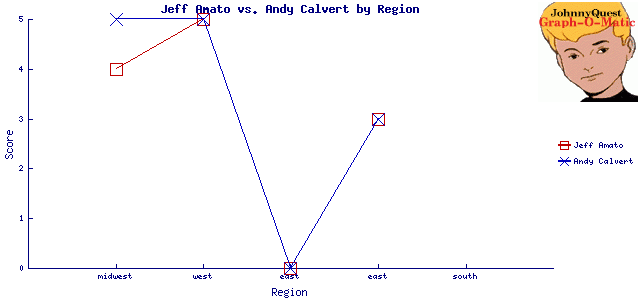 Jeff Amato vs. Andy Calvert by Region
JohnnyQuest
Graph-O-Matic
5
4
3
2
1
0
Score
midwest west east east south
Region
Jeff Amato
Andy Calvert